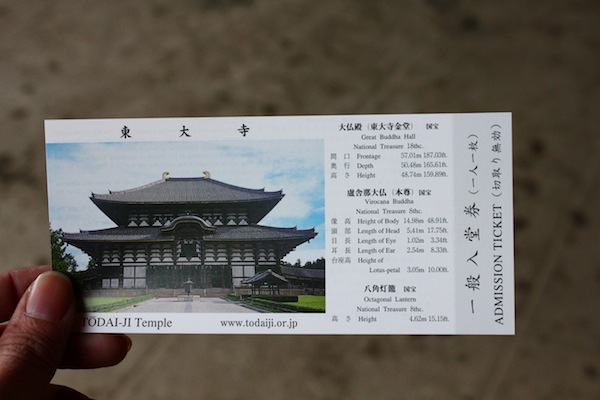 東大寺
TODAI-JI Temple
www.todaiji.or.jp
大仏殿（東大寺金堂） 国宝
Great Buddha Hall
National Treasure 18thc.
間口 Frontage 57.01m 187.03ft.
奥行 Depth 50.48m 165.61ft.
高さ Height 48.74m 159.89ft.
盧舎那大仏（本尊） 国宝
Virocana Buddha
National Treasure 8thc.
像高 Height of Body 14.98m 48.91ft.
頭部 Length of Head 5.41m 17.75ft.
目長 Length of Eye 1.02m 3.34ft.
耳長 Length of Ear 2.54m 8.33ft.
台座高 Height of
Lotus-petal 3.05m 10.00ft.
八角灯籠 国宝
Octagonal Lantern
National Treasure 8thc.
高さ Height 4.62m 15.15ft.
一般入堂券（一人一枚）
ADMISSION TICKET（切取り無効）